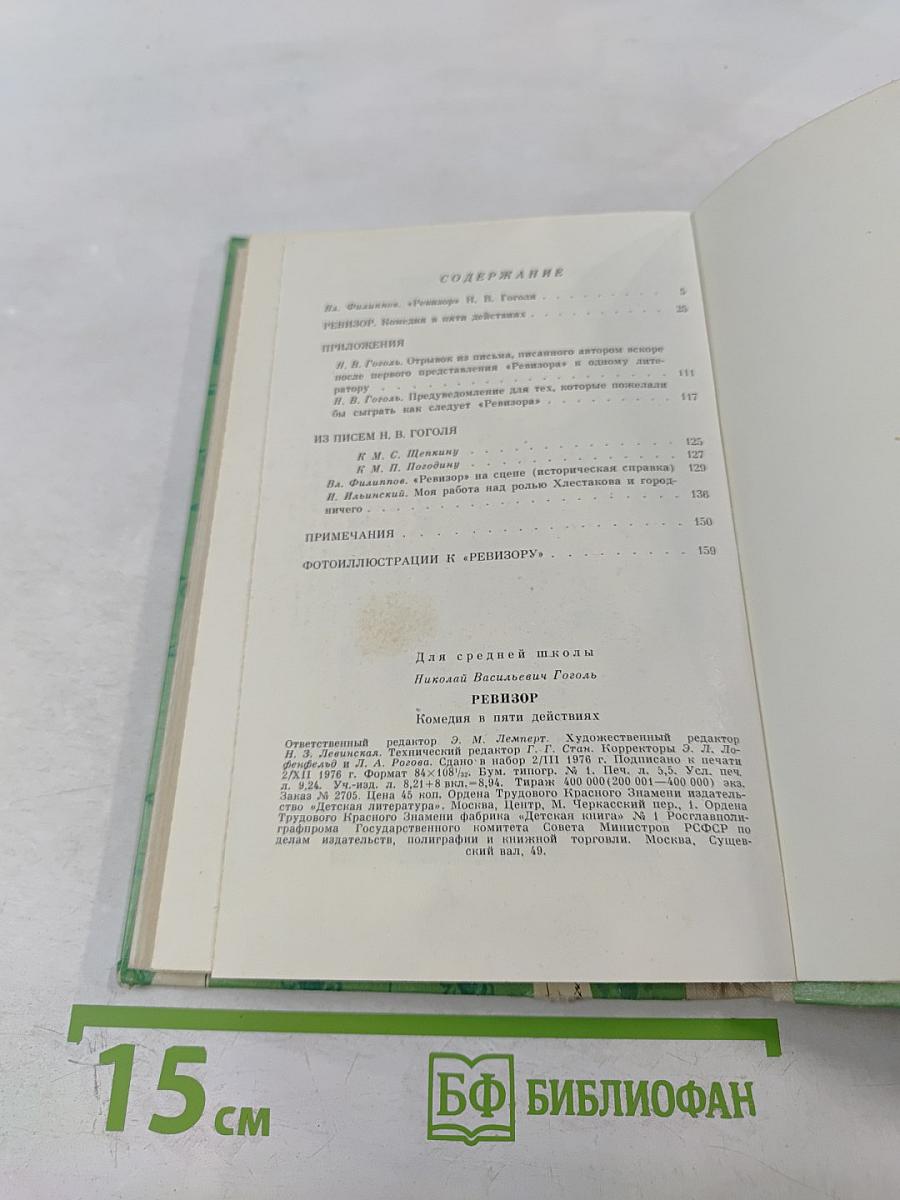 СОДЕРЖАНИЕ
Вл. Филиппов. «Ревизор» Н. В. Гоголя . . . . . . . . . 5
РЕВИЗОР. Комедия в пяти действиях . . . . . . . . . . 25
ПРИЛОЖЕНИЯ
Н. В. Гоголь. Отрывок из письма, писанного автором вскоре
после первого представления «Ревизора» к одному лите-
ратору . . . . . . . . . . . . . . . . 111
Н. В. Гоголь. Предуведомление для тех, которые пожелали
бы сыграть как следует «Ревизора» . . . . . . . . 117
ИЗ ПИСЕМ Н. В. ГОГОЛЯ
К М. С. Щепкину . . . . . . . . . . . . . 125
К М. П. Погодину . . . . . . . . . . . . . 127
Вл. Филиппов. «Ревизор» на сцене (историческая справка) 129
И. Ильинский. Моя работа над ролью Хлестакова и город-
ничего . . . . . . . . . . . . . . . . . . . 136
ПРИМЕЧАНИЯ . . . . . . . . . . . . . . . . . . 150
ФОТОИЛЛЮСТРАЦИИ К «РЕВИЗОРУ» . . . . . . . . . 159
Для средней школы
Николай Васильевич Гоголь
РЕВИЗОР
Комедия в пяти действиях
Ответственный редактор Э. М. Лемперт. Художественный редактор
Н. З. Левинская. Технический редактор Г. Г. Стан. Корректоры Э. Л. Ло-
фенфельд и Л. А. Рогова. Сдано в набор 2/III 1976 г. Подписано к печати
2/XII 1976 г. Формат 84×108¹/₃₂. Бум. типогр. № 1. Печ. л. 5,5. Усл. печ.
л. 9,24. Уч.-изд. л. 8,21+8 вкл.=8,94. Тираж 400 000(200 001—400 000) экз.
Заказ № 2705. Цена 45 коп. Ордена Трудового Красного Знамени издатель-
ство «Детская литература». Москва, Центр, М. Черкасский пер., 1. Ордена
Трудового Красного Знамени фабрика «Детская книга» № 1 Росглавполи-
графпрома Государственного комитета Совета Министров РСФСР по
делам издательств, полиграфии и книжной торговли. Москва, Сущев-
ский вал, 49.
15 см
БФ БИБЛИОФАН